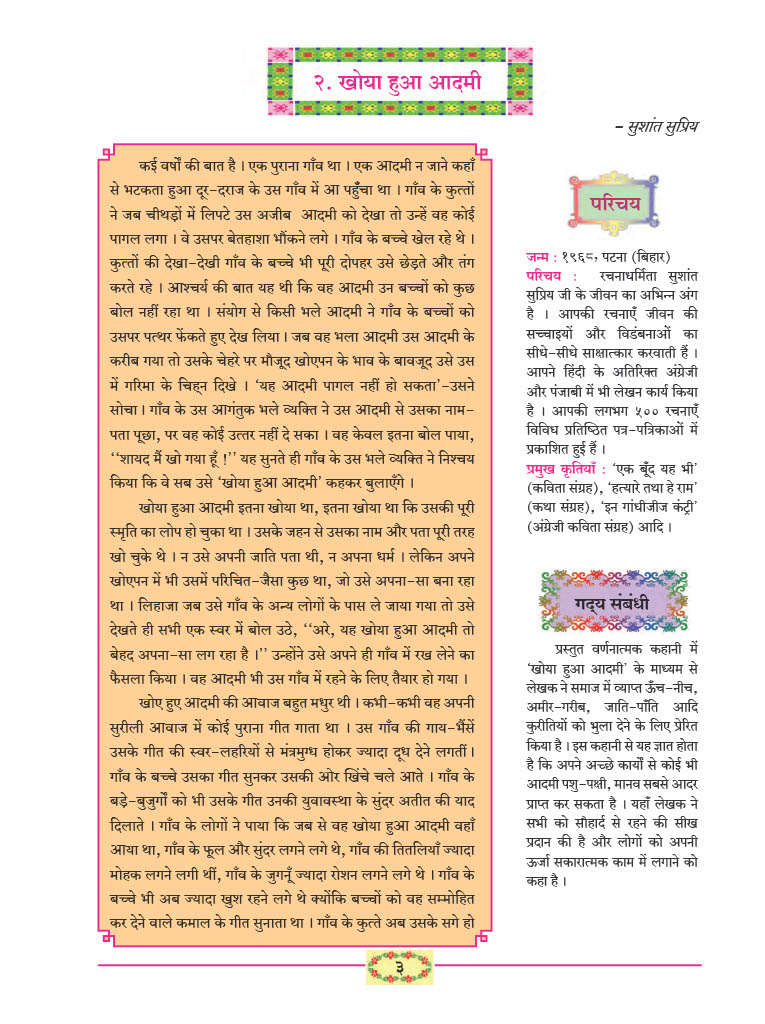 २. खोया हुआ आदमी
– सुशांत सुप्रिय
कई वर्षों की बात है । एक पुराना गाँव था । एक आदमी न जाने कहाँ
से भटकता हुआ दूर-दराज के उस गाँव में आ पहुँचा था । गाँव के कुत्तों
ने जब चीथड़ों में लिपटे उस अजीब आदमी को देखा तो उन्हें वह कोई
पागल लगा । वे उसपर बेतहाशा भौंकने लगे । गाँव के बच्चे खेल रहे थे ।
कुत्तों की देखा-देखी गाँव के बच्चे भी पूरी दोपहर उसे छेड़ते और तंग
करते रहे । आश्चर्य की बात यह थी कि वह आदमी उन बच्चों को कुछ
बोल नहीं रहा था । संयोग से किसी भले आदमी ने गाँव के बच्चों को
उसपर पत्थर फेंकते हुए देख लिया । जब वह भला आदमी उस आदमी के
करीब गया तो उसके चेहरे पर मौजूद खोएपन के भाव के बावजूद उसे उस
में गरिमा के चिह्न दिखे । ‘यह आदमी पागल नहीं हो सकता’-उसने
सोचा । गाँव के उस आगंतुक भले व्यक्ति ने उस आदमी से उसका नाम-
पता पूछा, पर वह कोई उत्तर नहीं दे सका । वह केवल इतना बोल पाया,
‘‘शायद मैं खो गया हूँ !’’ यह सुनते ही गाँव के उस भले व्यक्ति ने निश्चय
किया कि वे सब उसे ‘खोया हुआ आदमी’ कहकर बुलाएँगे ।
खोया हुआ आदमी इतना खोया था, इतना खोया था कि उसकी पूरी
स्मृति का लोप हो चुका था । उसके जहन से उसका नाम और पता पूरी तरह
खो चुके थे । न उसे अपनी जाति पता थी, न अपना धर्म । लेकिन अपने
खोएपन में भी उसमें परिचित-जैसा कुछ था, जो उसे अपना-सा बना रहा
था । लिहाजा जब उसे गाँव के अन्य लोगों के पास ले जाया गया तो उसे
देखते ही सभी एक स्वर में बोल उठे, ‘‘अरे, यह खोया हुआ आदमी तो
बेहद अपना-सा लग रहा है ।’’ उन्होंने उसे अपने ही गाँव में रख लेने का
फैसला किया । वह आदमी भी उस गाँव में रहने के लिए तैयार हो गया ।
खोए हुए आदमी की आवाज बहुत मधुर थी । कभी-कभी वह अपनी
सुरीली आवाज में कोई पुराना गीत गाता था । उस गाँव की गाय-भैंसें
उसके गीत की स्वर-लहरियों से मंत्रमुग्ध होकर ज्यादा दूध देने लगतीं ।
गाँव के बच्चे उसका गीत सुनकर उसकी ओर खिंचे चले आते । गाँव के
बड़े-बुजुर्गों को भी उसके गीत उनकी युवावस्था के सुंदर अतीत की याद
दिलाते । गाँव के लोगों ने पाया कि जब से वह खोया हुआ आदमी वहाँ
आया था, गाँव के फूल और सुंदर लगने लगे थे, गाँव की तितलियाँ ज्यादा
मोहक लगने लगी थीं, गाँव के जुगनूँ ज्यादा रोशन लगने लगे थे । गाँव के
बच्चे भी अब ज्यादा खुश रहने लगे थे क्योंकि बच्चों को वह सम्मोहित
कर देने वाले कमाल के गीत सुनाता था । गाँव के कुत्ते अब उसके सगे हो
परिचय
जन्म : १९६८, पटना (बिहार)
परिचय : रचनाधर्मिता सुशांत
सुप्रिय जी के जीवन का अभिन्न अंग
है । आपकी रचनाएँ जीवन की
सच्चाइयों और विडंबनाओं का
सीधे-सीधे साक्षात्कार करवाती हैं ।
आपने हिंदी के अतिरिक्त अंग्रेजी
और पंजाबी में भी लेखन कार्य किया
है । आपकी लगभग ५०० रचनाएँ
विविध प्रतिष्ठित पत्र-पत्रिकाओं में
प्रकाशित हुई हैं ।
प्रमुख कृतियाँ : ‘एक बूँद यह भी’
(कविता संग्रह), ‘हत्यारे तथा हे राम’
(कथा संग्रह), ‘इन गांधीजीज कंट्री’
(अंग्रेजी कविता संग्रह) आदि ।
गद्य संबंधी
प्रस्तुत वर्णनात्मक कहानी में
‘खोया हुआ आदमी’ के माध्यम से
लेखक ने समाज में व्याप्त ऊँच-नीच,
अमीर-गरीब, जाति-पाँति आदि
कुरीतियों को भुला देने के लिए प्रेरित
किया है । इस कहानी से यह ज्ञात होता
है कि अपने अच्छे कार्यों से कोई भी
आदमी पशु-पक्षी, मानव सबसे आदर
प्राप्त कर सकता है । यहाँ लेखक ने
सभी को सौहार्द से रहने की सीख
प्रदान की है और लोगों को अपनी
ऊर्जा सकारात्मक काम में लगाने को
कहा है ।
३